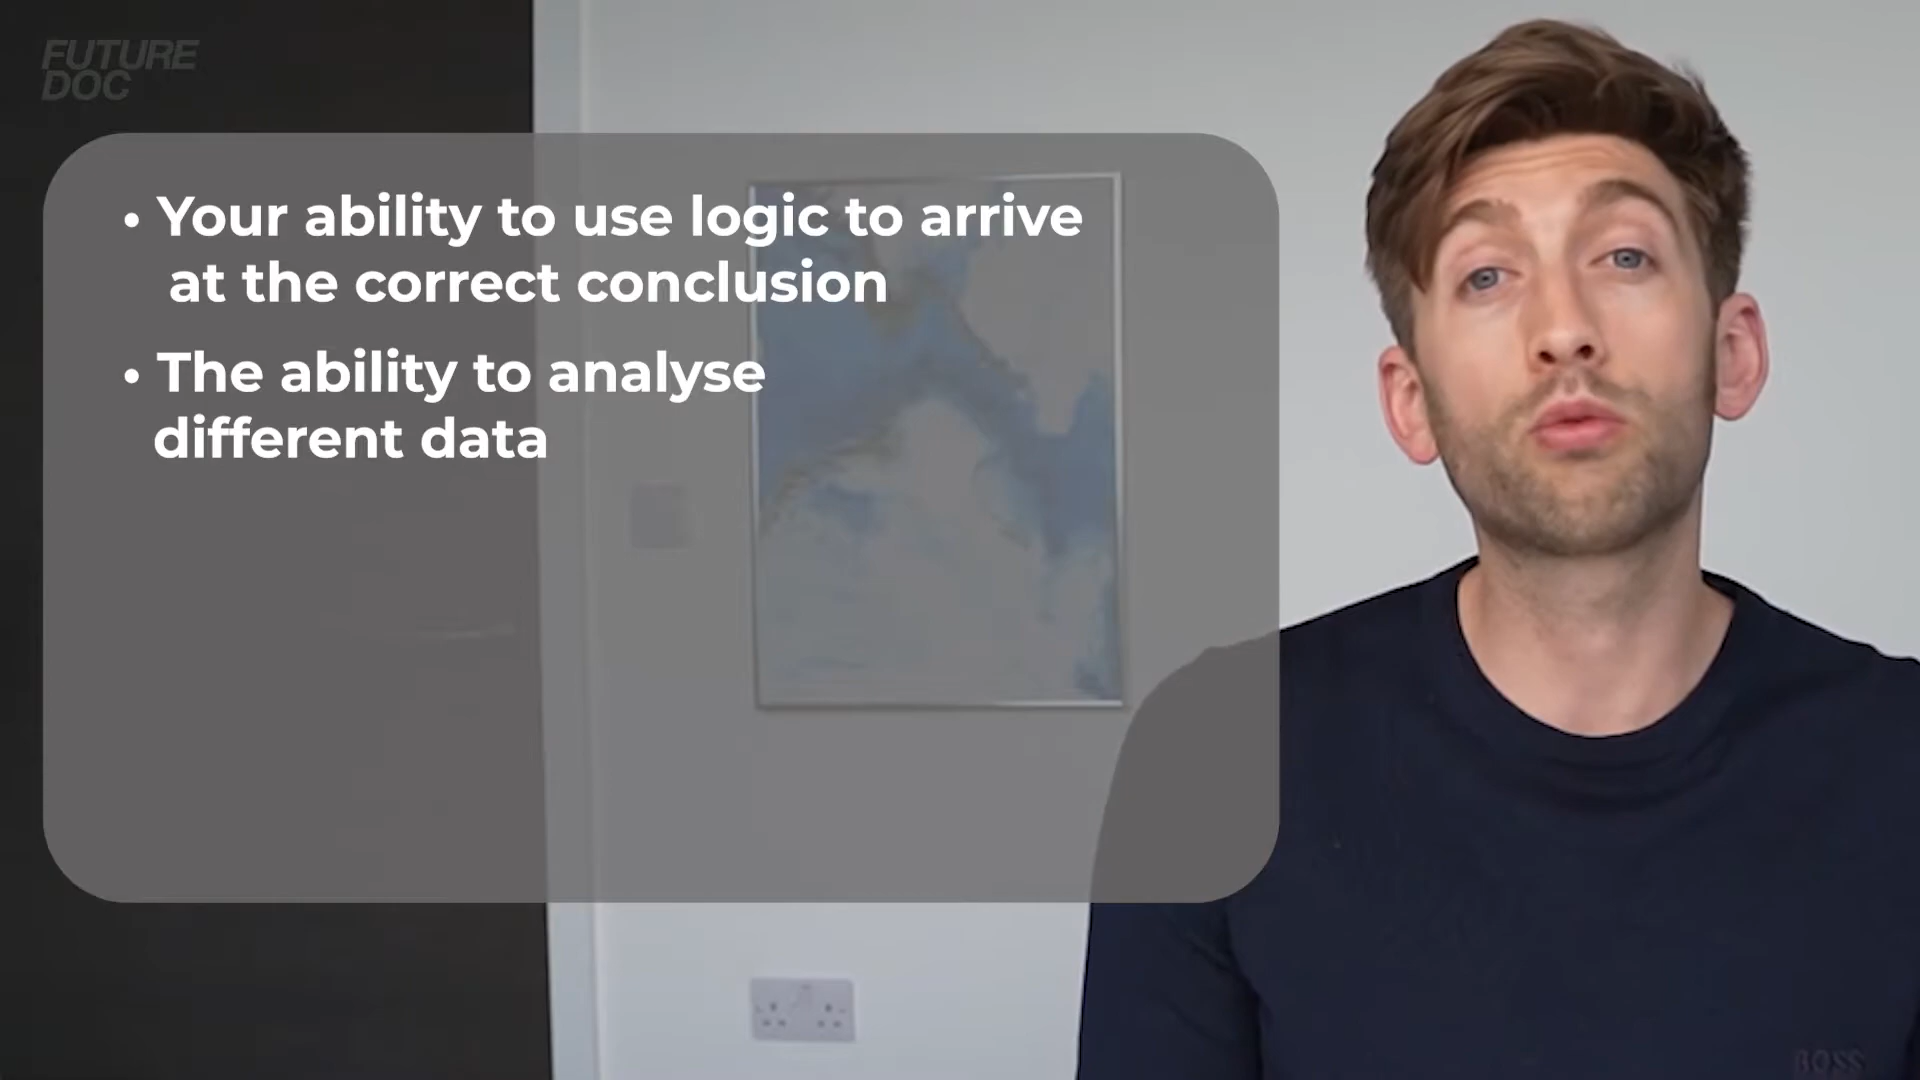 FUTURE
DOC
• Your ability to use logic to arrive
at the correct conclusion
• The ability to analyse
different data
BOSS